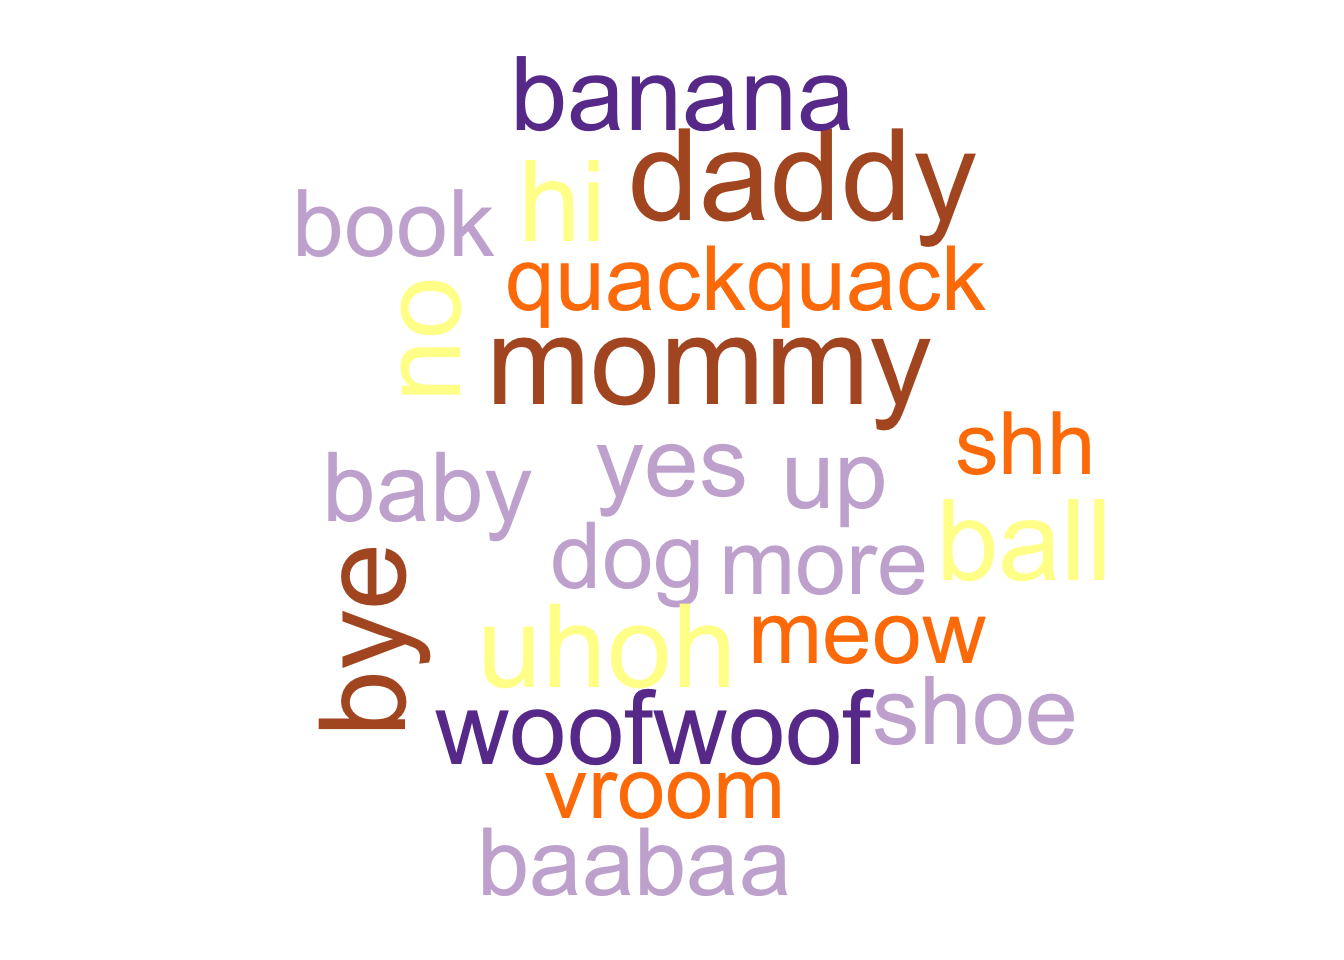 banana
daddy
hi
book
quackquack
no
mommy
shh
yes
up
baby
ball
dog
more
bye
uhoh
meow
shoe
woofwoof
vroom
baabaa